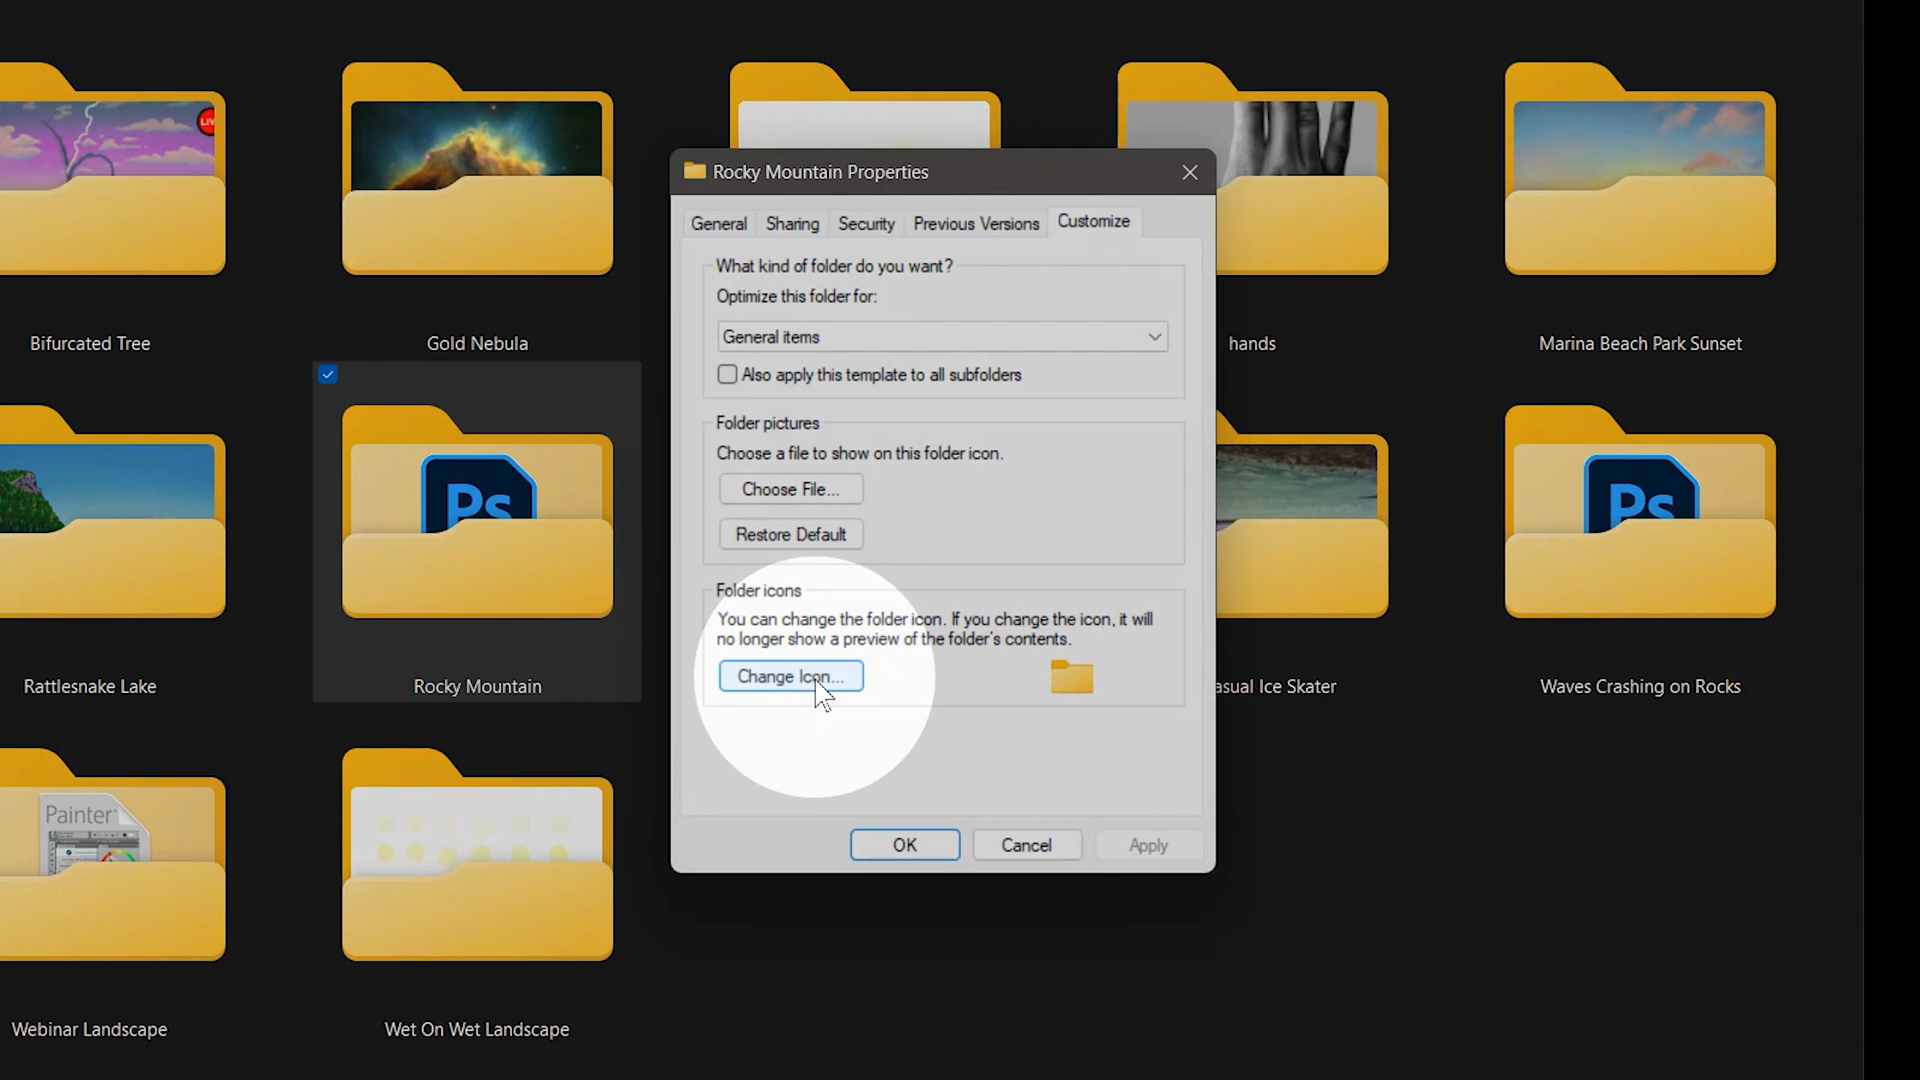 LIV
Rocky Mountain Properties
General
Sharing
Security
Previous Versions
Customize
What kind of folder do you want?
Optimize this folder for:
General items
Also apply this template to all subfolders
Folder pictures
Choose a file to show on this folder icon.
Choose File...
Restore Default
Folder icons
You can change the folder icon. If you change the icon, it will
no longer show a preview of the folder's contents.
Change Icon...
OK
Cancel
Apply
Bifurcated Tree
Gold Nebula
hands
Marina Beach Park Sunset
Ps
Ps
Rattlesnake Lake
Rocky Mountain
asual Ice Skater
Waves Crashing on Rocks
Painter
Webinar Landscape
Wet On Wet Landscape